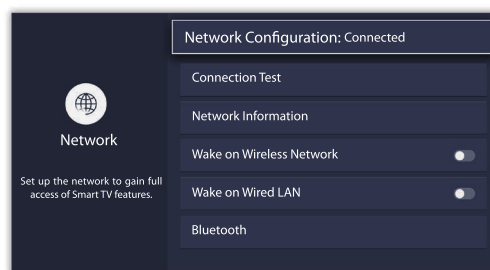 Network
Set up the network to gain full
access of Smart TV features.
Network Configuration: Connected
Connection Test
Network Information
Wake on Wireless Network
Wake on Wired LAN
Bluetooth